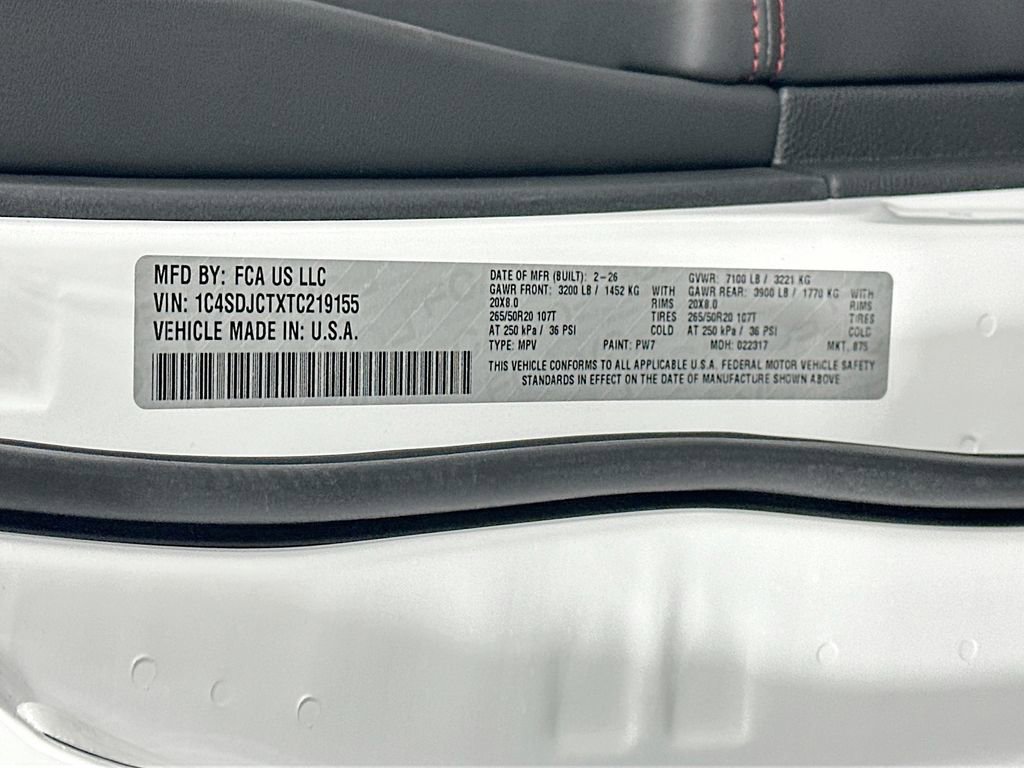 MFD BY: FCA US LLC
VIN: 1C4SDJCTXTC219155
VEHICLE MADE IN: U.S.A.
DATE OF MFR (BUILT): 2-26 GVWR: 7100 LB / 3221 KG
GAWR FRONT: 3200 LB / 1452 KG WITH GAWR REAR: 3900 LB / 1770 KG WITH
20X8.0 RIMS 20X8.0 RIMS
265/50R20 107T TIRES 265/50R20 107T TIRES
AT 250 kPa / 36 PSI COLD AT 250 kPa / 36 PSI COLD
TYPE: MPV PAINT: PW7 MDH: 022317 MKT. 875
THIS VEHICLE CONFORMS TO ALL APPLICABLE U.S.A. FEDERAL MOTOR VEHICLE SAFETY
STANDARDS IN EFFECT ON THE DATE OF MANUFACTURE SHOWN ABOVE